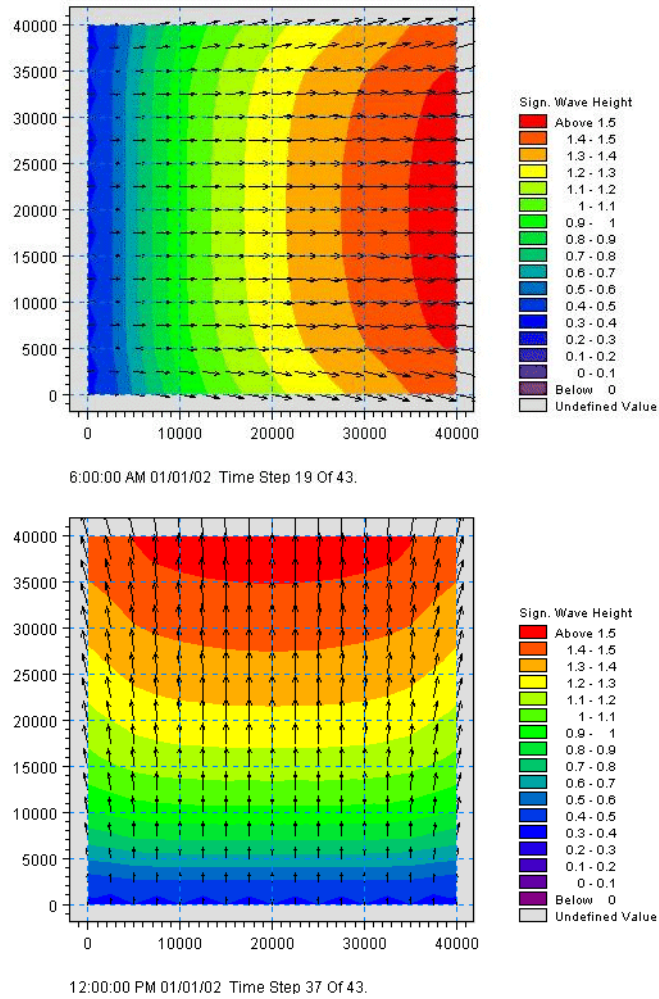 40000
35000
30000
25000
20000
15000
10000
5000
0
0 10000 20000 30000 40000
Sign. Wave Height
Above 1.5
1.4 - 1.5
1.3 - 1.4
1.2 - 1.3
1.1 - 1.2
1 - 1.1
0.9 - 1
0.8 - 0.9
0.7 - 0.8
0.6 - 0.7
0.5 - 0.6
0.4 - 0.5
0.3 - 0.4
0.2 - 0.3
0.1 - 0.2
0 - 0.1
Below 0
Undefined Value
6:00:00 AM 01/01/02 Time Step 19 Of 43.
40000
35000
30000
25000
20000
15000
10000
5000
0
0 10000 20000 30000 40000
Sign. Wave Height
Above 1.5
1.4 - 1.5
1.3 - 1.4
1.2 - 1.3
1.1 - 1.2
1 - 1.1
0.9 - 1
0.8 - 0.9
0.7 - 0.8
0.6 - 0.7
0.5 - 0.6
0.4 - 0.5
0.3 - 0.4
0.2 - 0.3
0.1 - 0.2
0 - 0.1
Below 0
Undefined Value
12:00:00 PM 01/01/02 Time Step 37 Of 43.